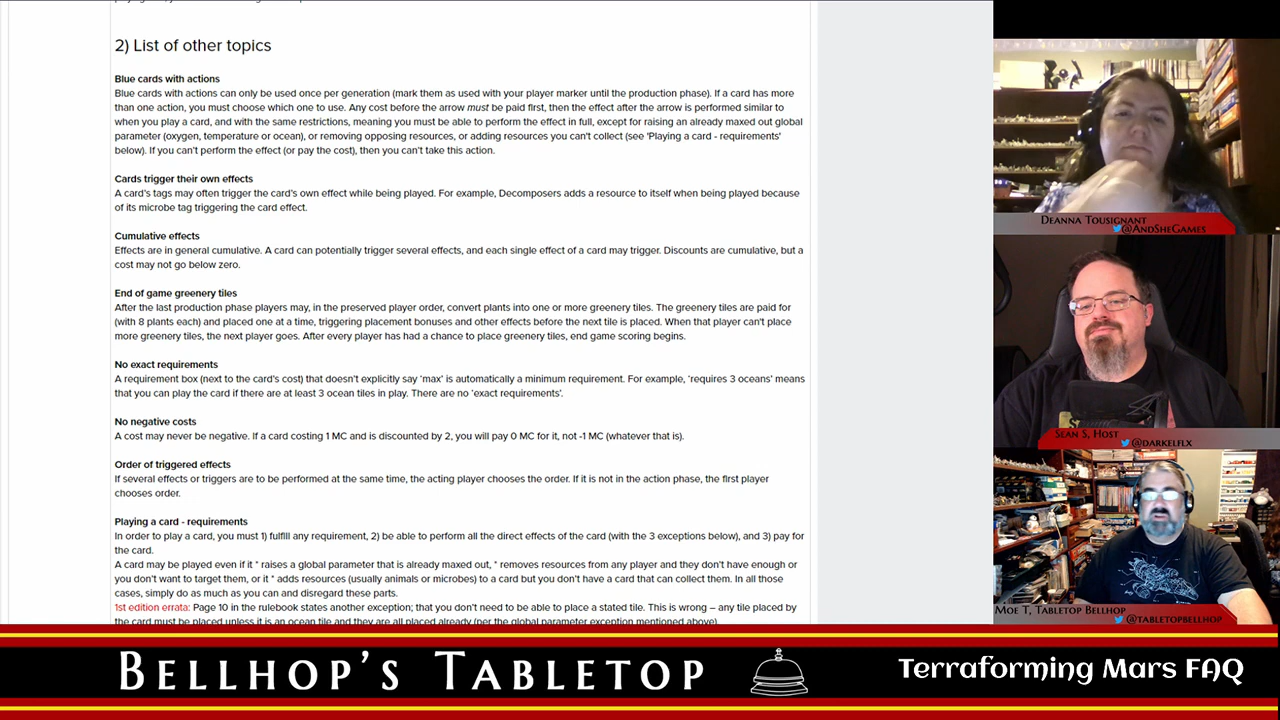 2) List of other topics
Blue cards with actions
Blue cards with actions can only be used once per generation (mark them as used with your player marker until the production phase). If a card has more
than one action, you must choose which one to use. Any cost before the arrow must be paid first, then the effect after the arrow is performed similar to
when you play a card, and with the same restrictions, meaning you must be able to perform the effect in full, except for raising an already maxed out global
parameter (oxygen, temperature or ocean), or removing opposing resources, or adding resources you can't collect (see 'Playing a card - requirements'
below). If you can't perform the effect (or pay the cost), then you can't take this action.
Cards trigger their own effects
A card's tags may often trigger the card's own effect while being played. For example, Decomposers adds a resource to itself when being played because
of its microbe tag triggering the card effect.
Cumulative effects
Effects are in general cumulative. A card can potentially trigger several effects, and each single effect of a card may trigger. Discounts are cumulative, but a
cost may not go below zero.
End of game greenery tiles
After the last production phase players may, in the preserved player order, convert plants into one or more greenery tiles. The greenery tiles are paid for
(with 8 plants each) and placed one at a time, triggering placement bonuses and other effects before the next tile is placed. When that player can't place
more greenery tiles, the next player goes. After every player has had a chance to place greenery tiles, end game scoring begins.
No exact requirements
A requirement box (next to the card's cost) that doesn't explicitly say 'max' is automatically a minimum requirement. For example, 'requires 3 oceans' means
that you can play the card if there are at least 3 ocean tiles in play. There are no 'exact requirements'.
No negative costs
A cost may never be negative. If a card costing 1 MC and is discounted by 2, you will pay 0 MC for it, not -1 MC (whatever that is).
Order of triggered effects
If several effects or triggers are to be performed at the same time, the acting player chooses the order. If it is not in the action phase, the first player
chooses order.
Playing a card - requirements
In order to play a card, you must 1) fulfill any requirement, 2) be able to perform all the direct effects of the card (with the 3 exceptions below), and 3) pay for
the card.
A card may be played even if it * raises a global parameter that is already maxed out, * removes resources from any player and they don't have enough or
you don't want to target them, or it * adds resources (usually animals or microbes) to a card but you don't have a card that can collect them. In all those
cases, simply do as much as you can and disregard these parts.
1st edition errata: Page 10 in the rulebook states another exception; that you don't need to be able to place a stated tile. This is wrong – any tile placed by
the card must be placed unless it is an ocean tile and they are all placed already (per the global parameter exception mentioned above).
Deanna Tousignant
@AndSheGames
Sean S, Host
@darkelflx
Moe T, Tabletop Bellhop
@tabletopbellhop
Bellhop's Tabletop
Terraforming Mars FAQ